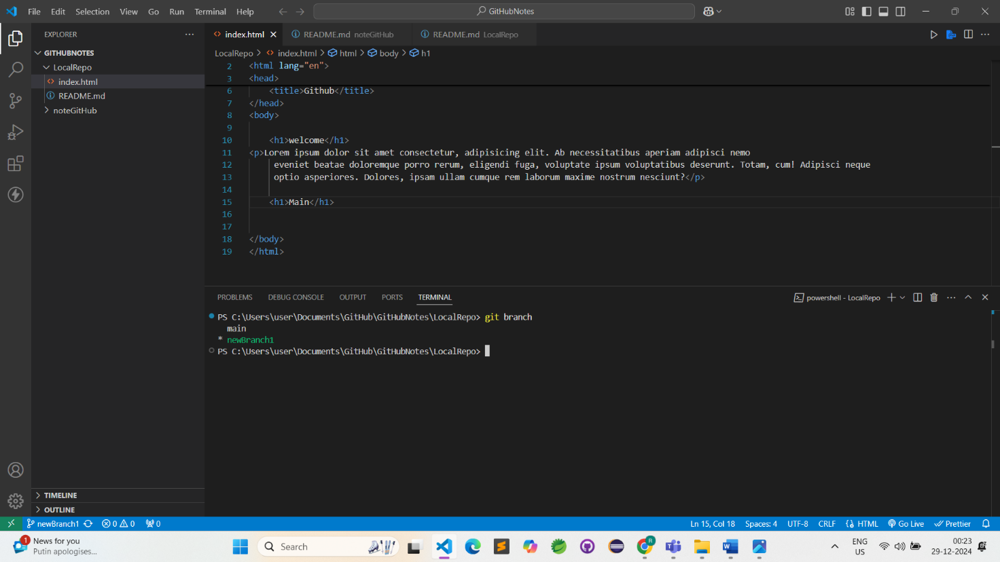 File Edit Selection View Go Run Terminal Help
GitHubNotes
EXPLORER
index.html
README.md noteGitHub
README.md LocalRepo
GITHUBNOTES
LocalRepo
index.html
README.md
noteGitHub
LocalRepo > index.html > html > body > h1
2 <html lang="en">
3 <head>
6 <title>Github</title>
7 </head>
8 <body>
9
10 <h1>welcome</h1>
11 <p>Lorem ipsum dolor sit amet consectetur, adipisicing elit. Ab necessitatibus aperiam adipisci nemo
12 eveniet beatae doloremque porro rerum, eligendi fuga, voluptate ipsum voluptatibus deserunt. Totam, cum! Adipisci neque
13 optio asperiores. Dolores, ipsam ullam cumque rem laborum maxime nostrum nesciunt?</p>
14
15 <h1>Main</h1>
16
17
18 </body>
19 </html>
PROBLEMS DEBUG CONSOLE OUTPUT PORTS TERMINAL
powershell - LocalRepo
PS C:\Users\user\Documents\GitHub\GitHubNotes\LocalRepo> git branch
main
* newBranch1
PS C:\Users\user\Documents\GitHub\GitHubNotes\LocalRepo>
TIMELINE
OUTLINE
newBranch1 0 0 0
Ln 15, Col 18 Spaces: 4 UTF-8 CRLF HTML Go Live Prettier
1
News for you
Putin apologises...
Search
R
ENG
US
00:23
29-12-2024